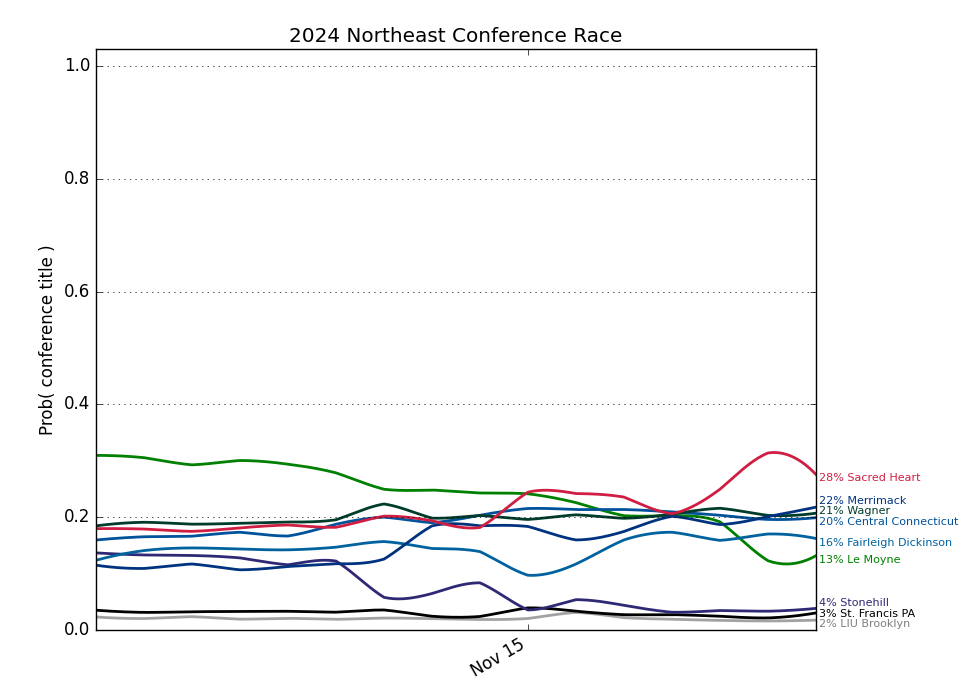 2024 Northeast Conference Race
Prob( conference title )
1.0
0.8
0.6
0.4
0.2
0.0
Nov 15
28% Sacred Heart
22% Merrimack
21% Wagner
20% Central Connecticut
16% Fairleigh Dickinson
13% Le Moyne
4% Stonehill
3% St. Francis PA
2% LIU Brooklyn